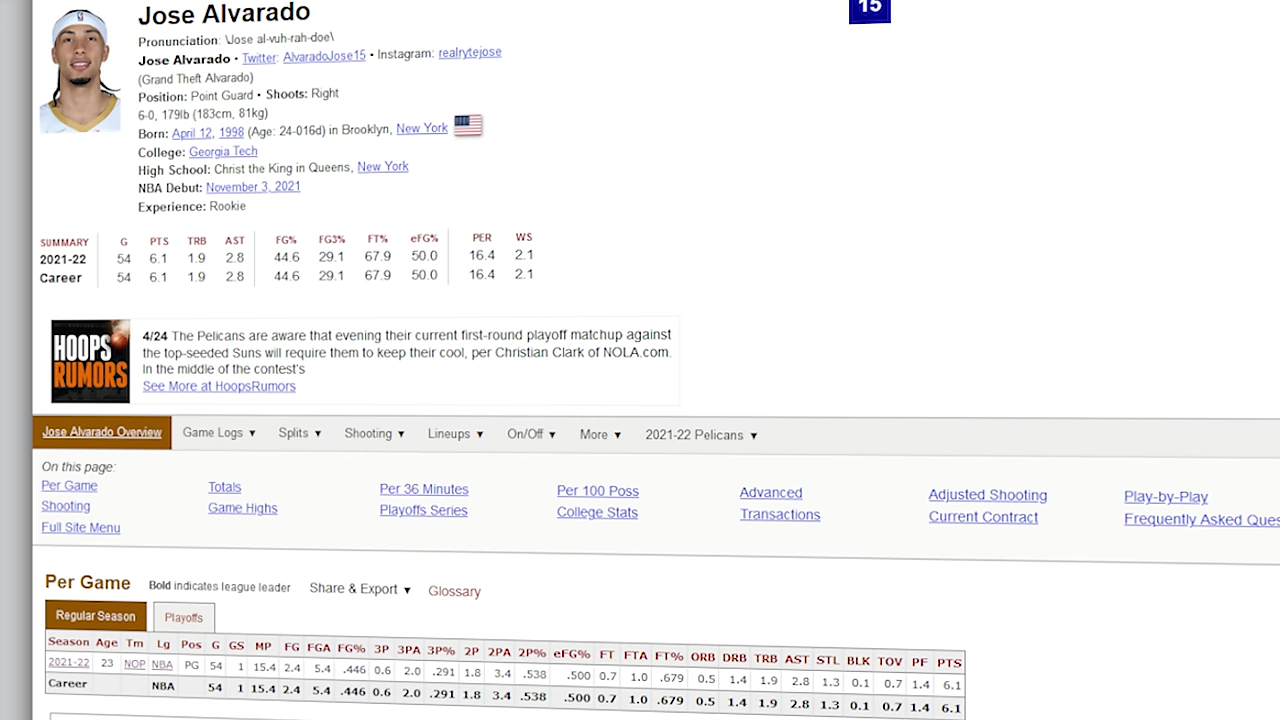 15
Jose Alvarado
Pronunciation: \Jose al-vuh-rah-doe\
Jose Alvarado • Twitter: AlvaradoJose15 • Instagram: realrytejose
(Grand Theft Alvarado)
Position: Point Guard • Shoots: Right
6-0, 179lb (183cm, 81kg)
Born: April 12, 1998 (Age: 24-016d) in Brooklyn, New York
College: Georgia Tech
High School: Christ the King in Queens, New York
NBA Debut: November 3, 2021
Experience: Rookie
SUMMARY G PTS TRB AST FG% FG3% FT% eFG% PER WS
2021-22 54 6.1 1.9 2.8 44.6 29.1 67.9 50.0 16.4 2.1
Career 54 6.1 1.9 2.8 44.6 29.1 67.9 50.0 16.4 2.1
HOOPS
RUMORS
4/24 The Pelicans are aware that evening their current first-round playoff matchup against
the top-seeded Suns will require them to keep their cool, per Christian Clark of NOLA.com.
In the middle of the contest's
See More at HoopsRumors
Jose Alvarado Overview Game Logs ▼ Splits ▼ Shooting ▼ Lineups ▼ On/Off ▼ More ▼ 2021-22 Pelicans ▼
On this page:
Per Game Totals Per 36 Minutes Per 100 Poss Advanced Adjusted Shooting Play-by-Play
Shooting Game Highs Playoffs Series College Stats Transactions Current Contract Frequently Asked Ques
Full Site Menu
Per Game Bold indicates league leader Share & Export ▼ Glossary
Regular Season Playoffs
Season Age Tm Lg Pos G GS MP FG FGA FG% 3P 3PA 3P% 2P 2PA 2P% eFG% FT FTA FT% ORB DRB TRB AST STL BLK TOV PF PTS
2021-22 23 NOP NBA PG 54 1 15.4 2.4 5.4 .446 0.6 2.0 .291 1.8 3.4 .538 .500 0.7 1.0 .679 0.5 1.4 1.9 2.8 1.3 0.1 0.7 1.4 6.1
Career NBA 54 1 15.4 2.4 5.4 .446 0.6 2.0 .291 1.8 3.4 .538 .500 0.7 1.0 .679 0.5 1.4 1.9 2.8 1.3 0.1 0.7 1.4 6.1